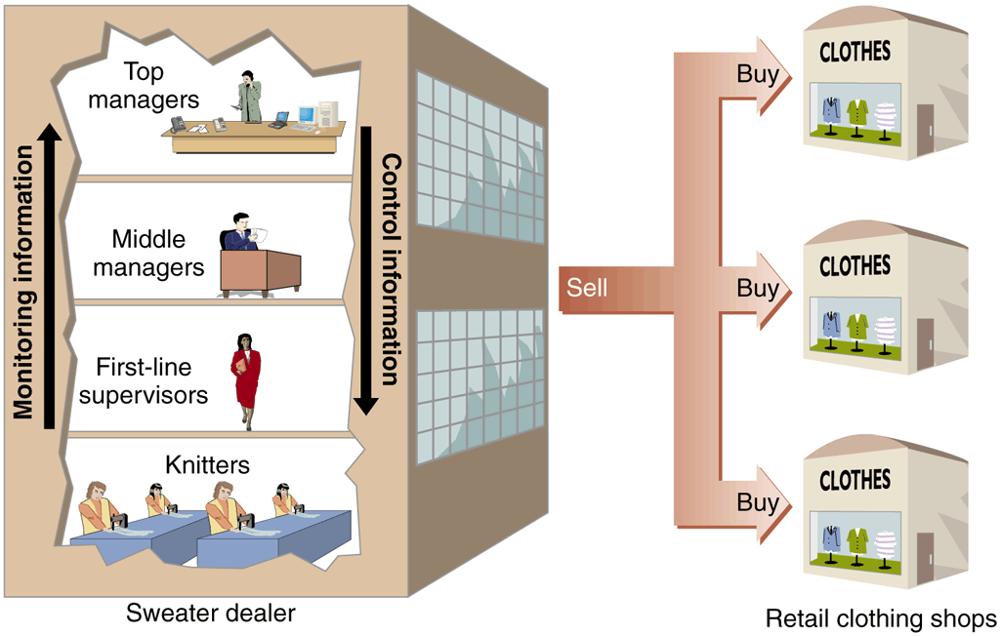 Top
managers
Monitoring information
Control information
Middle
managers
First-line
supervisors
Knitters
Sweater dealer
Sell
Buy
CLOTHES
Buy
CLOTHES
Buy
CLOTHES
Retail clothing shops